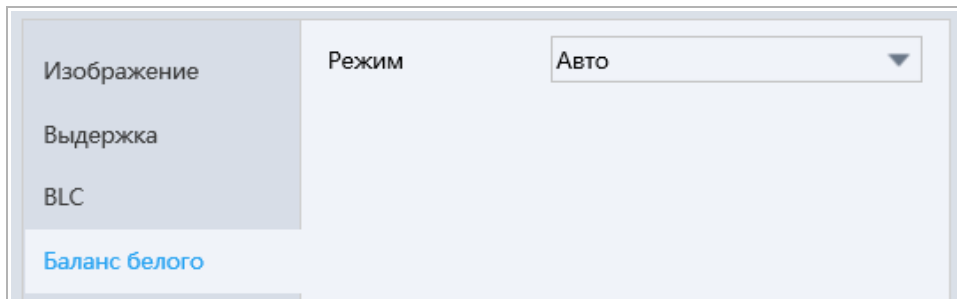 Изображение
Выдержка
BLC
Баланс белого
Режим Авто